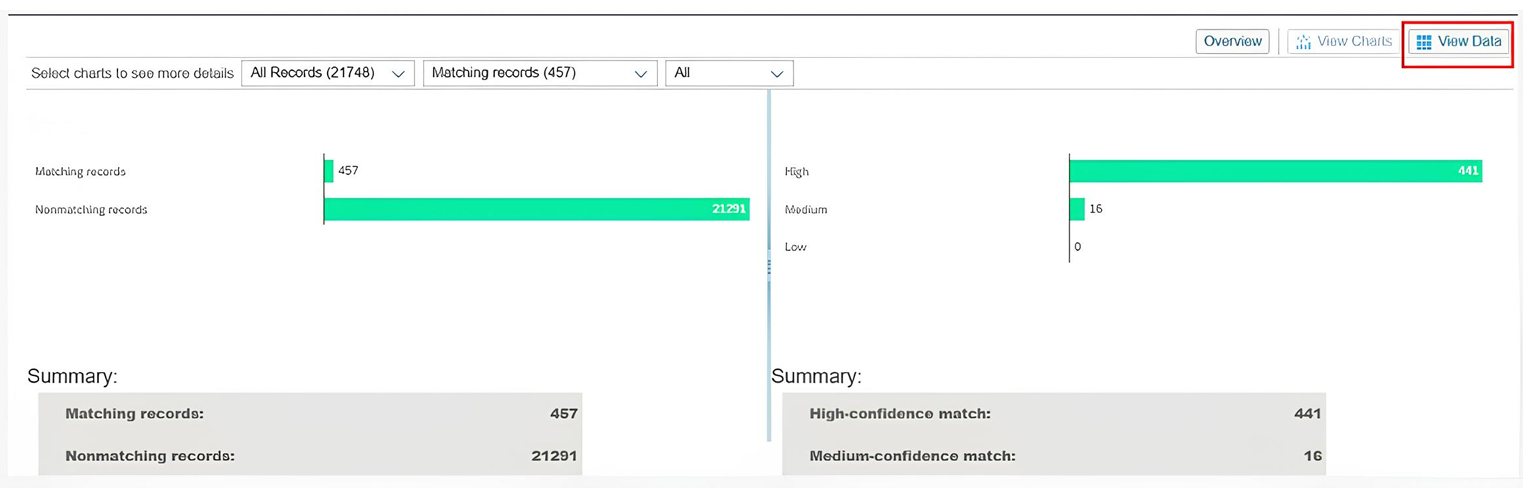 Overview View Charts View Data
Select charts to see more details All Records (21748) Matching records (457) All
Matching records 457
Nonmatching records 21291
High 441
Medium 16
Low 0
Summary:
Matching records: 457
Nonmatching records: 21291
Summary:
High-confidence match: 441
Medium-confidence match: 16